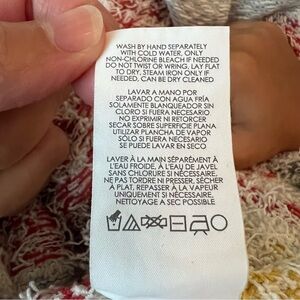 WASH BY HAND SEPARATELY
WITH COLD WATER, ONLY
NON-CHLORINE BLEACH IF NEEDED
DO NOT TWIST OR WRING, LAY FLAT
TO DRY, STEAM IRON ONLY IF
NEEDED, CAN BE DRY CLEANED
LAVAR A MANO POR
SEPARADO CON AGUA FRÍA
SOLAMENTE BLANQUEADOR SIN
CLORO SI FUERA NECESARIO
NO EXPRIMIR NI RETORCER
SECAR SOBRE SUPERFICIE PLANA
UTILIZAR PLANCHA DE VAPOR
SÓLO SI FUERA NECESARIO
SE PUEDE LAVAR EN SECO
LAVER À LA MAIN SÉPARÉMENT À
L'EAU FROIDE, À L'EAU DE JAVEL
SANS CHLORURE SI NÉCESSAIRE,
NE PAS TORDRE NI PRESSER, SÉCHER
A PLAT, REPASSER À LA VAPEUR
UNIQUEMENT SI NÉCESSAIRE,
NETTOYAGE A SEC POSSIBLE